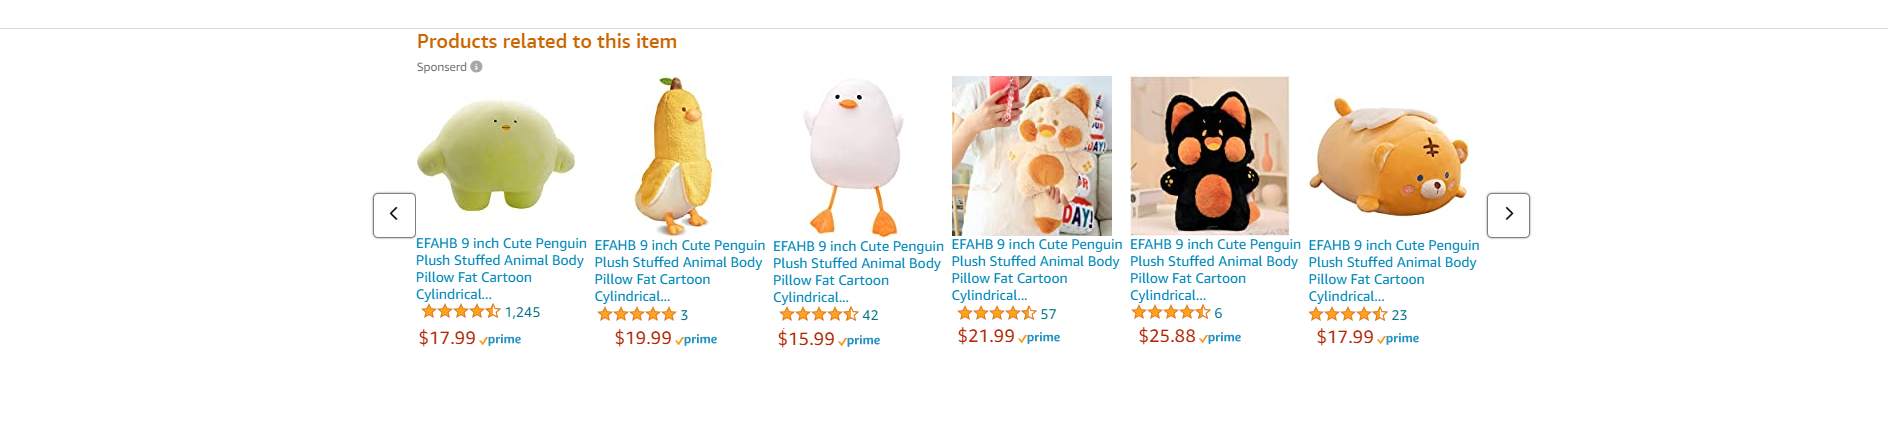 Products related to this item
Sponserd
EFAHB 9 inch Cute Penguin
Plush Stuffed Animal Body
Pillow Fat Cartoon
Cylindrical...
1,245
$17.99 prime
EFAHB 9 inch Cute Penguin
Plush Stuffed Animal Body
Pillow Fat Cartoon
Cylindrical...
3
$19.99 prime
EFAHB 9 inch Cute Penguin
Plush Stuffed Animal Body
Pillow Fat Cartoon
Cylindrical...
42
$15.99 prime
DAY!
DAY!
EFAHB 9 inch Cute Penguin
Plush Stuffed Animal Body
Pillow Fat Cartoon
Cylindrical...
57
$21.99 prime
EFAHB 9 inch Cute Penguin
Plush Stuffed Animal Body
Pillow Fat Cartoon
Cylindrical...
6
$25.88 prime
EFAHB 9 inch Cute Penguin
Plush Stuffed Animal Body
Pillow Fat Cartoon
Cylindrical...
23
$17.99 prime